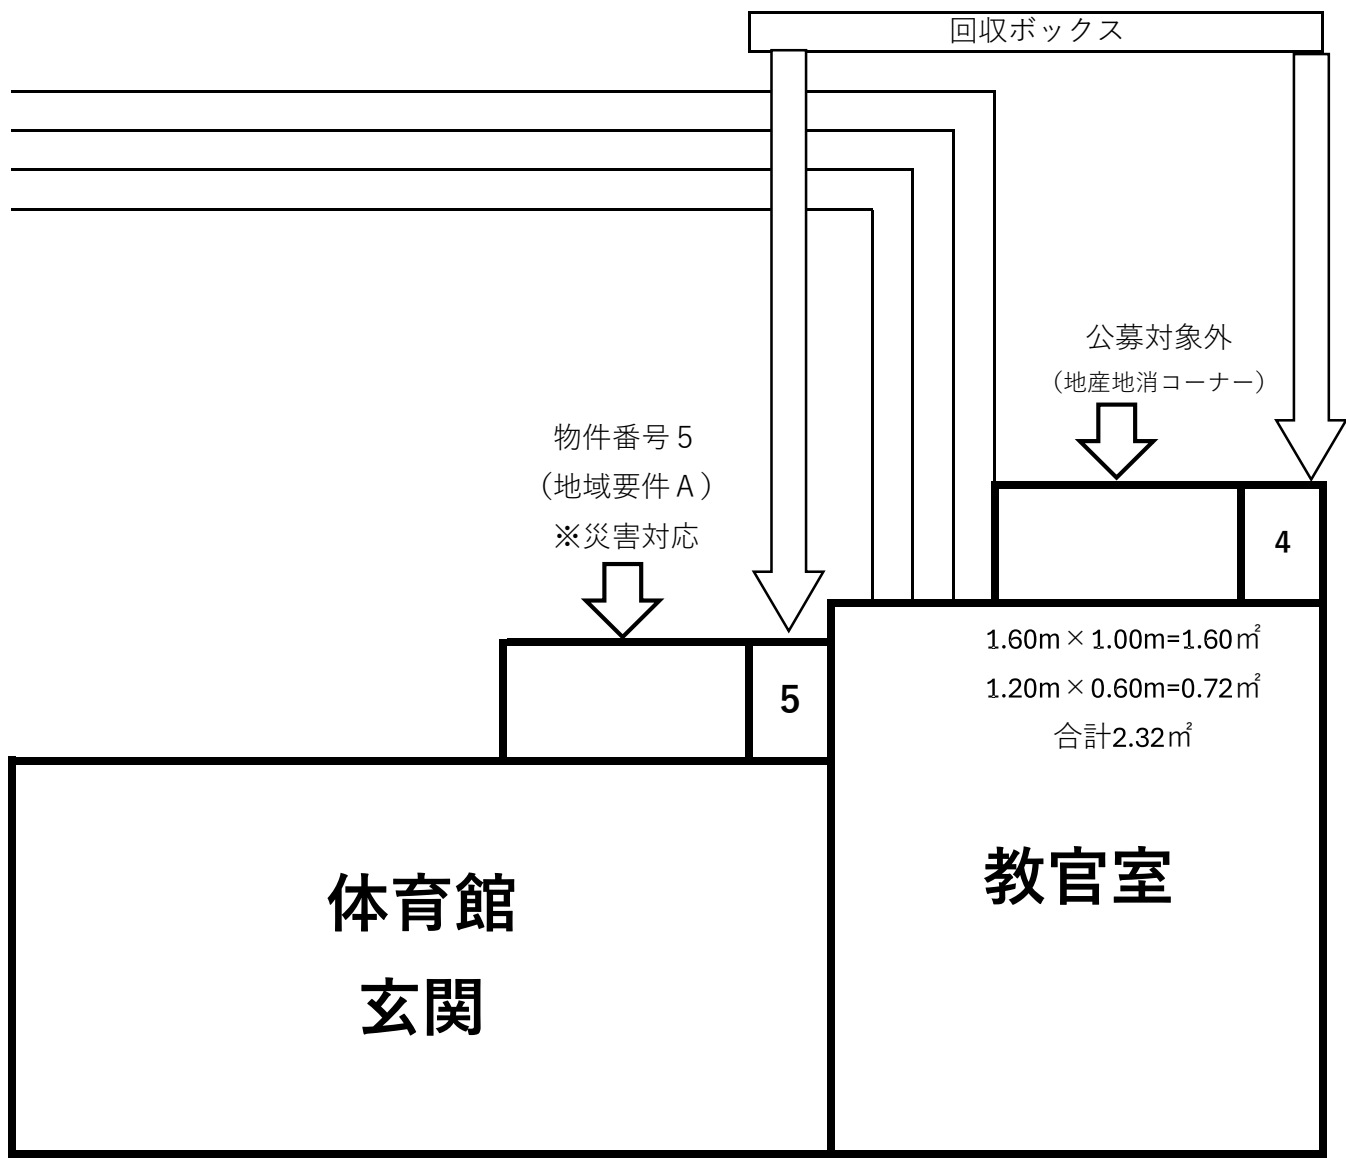 回収ボックス
公募対象外
（地産地消コーナー）
物件番号５
（地域要件Ａ）
※災害対応
4
5
1.60m×1.00m=1.60㎡
1.20m×0.60m=0.72㎡
合計2.32㎡
体育館
玄関
教官室